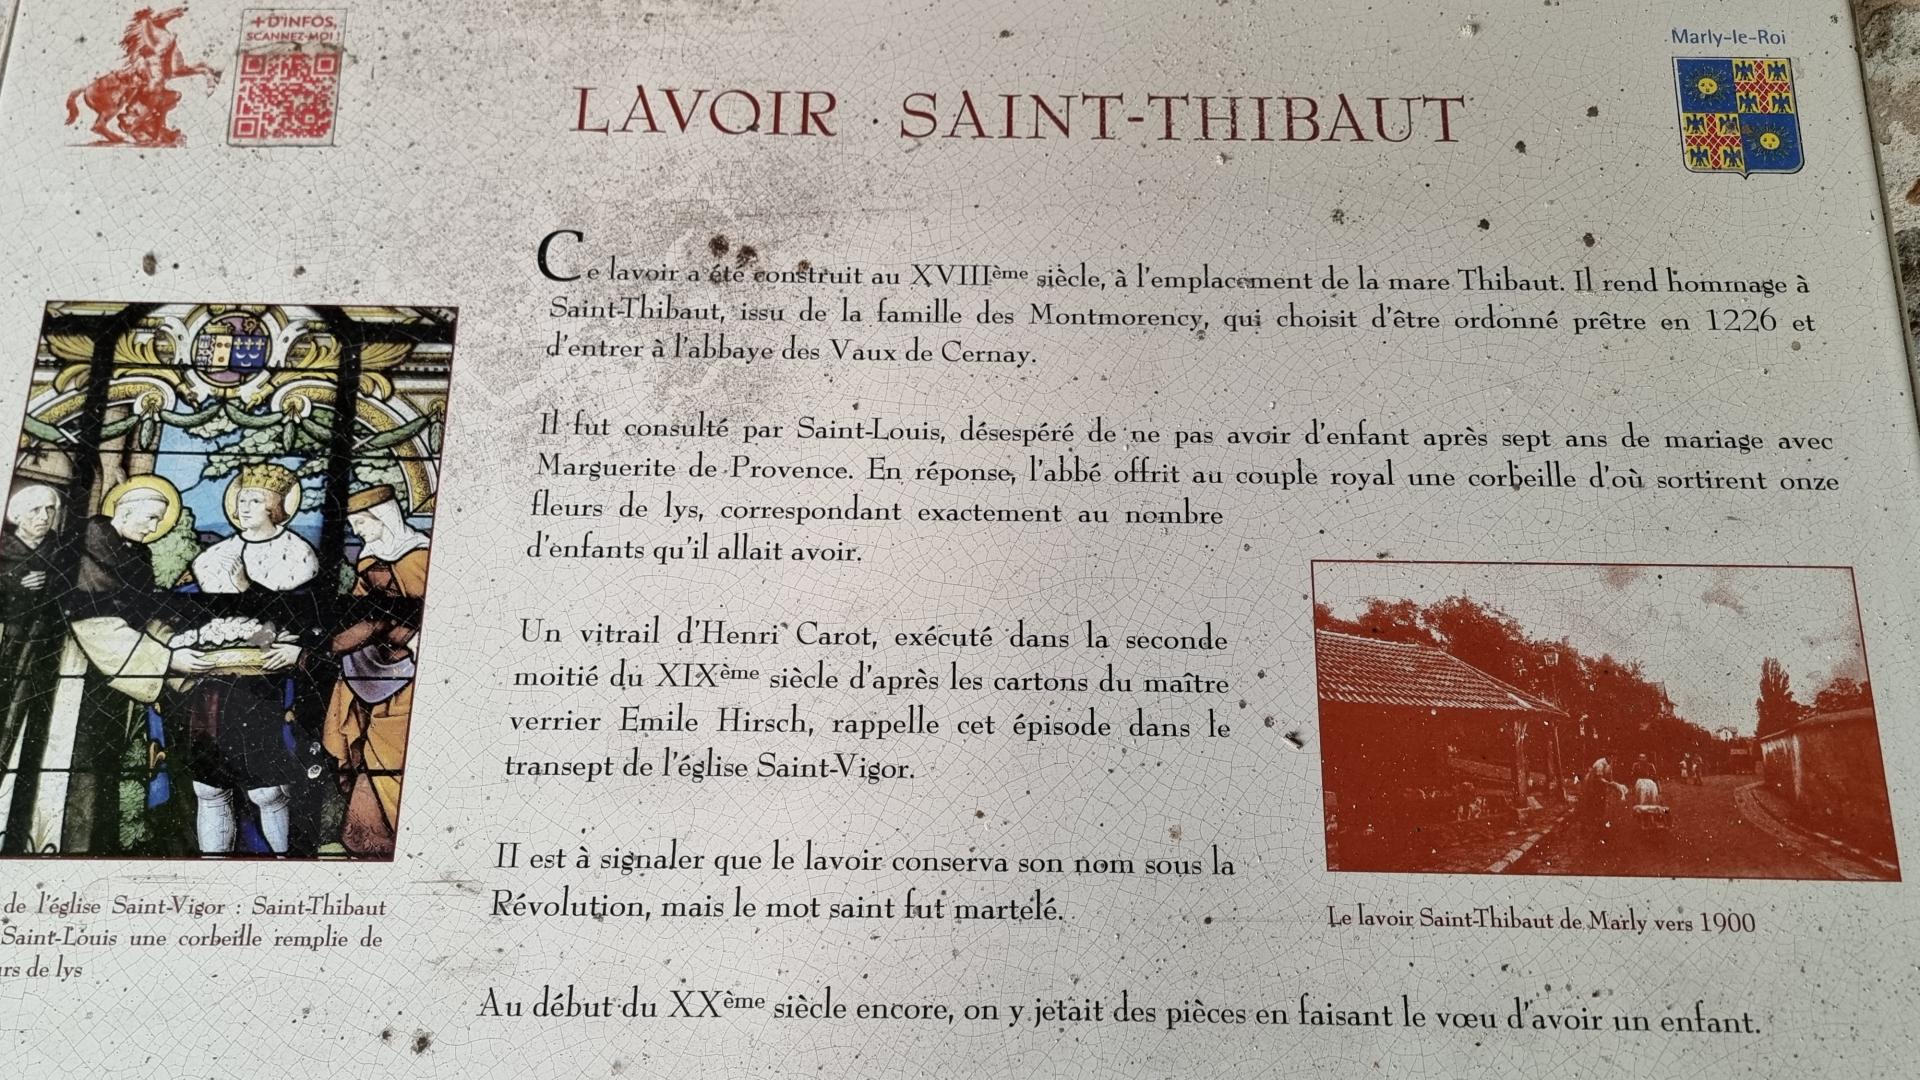 + D'INFOS,
SCANNEZ-MOI !
Marly-le-Roi
LAVOIR SAINT-THIBAUT
Ce lavoir a été construit au XVIIIème siècle, à l'emplacement de la mare Thibaut. Il rend hommage à
Saint-Thibaut, issu de la famille des Montmorency, qui choisit d'être ordonné prêtre en 1226 et
d'entrer à l'abbaye des Vaux de Cernay.
Il fut consulté par Saint-Louis, désespéré de ne pas avoir d'enfant après sept ans de mariage avec
Marguerite de Provence. En réponse, l'abbé offrit au couple royal une corbeille d'où sortirent onze
fleurs de lys, correspondant exactement au nombre
d'enfants qu'il allait avoir.
Un vitrail d'Henri Carot, exécuté dans la seconde
moitié du XIXème siècle d'après les cartons du maître
verrier Emile Hirsch, rappelle cet épisode dans le
transept de l'église Saint-Vigor.
Il est à signaler que le lavoir conserva son nom sous la
Révolution, mais le mot saint fut martelé.
Au début du XXème siècle encore, on y jetait des pièces en faisant le vœu d'avoir un enfant.
de l'église Saint-Vigor : Saint-Thibaut
Saint-Louis une corbeille remplie de
rs de lys
Le lavoir Saint-Thibaut de Marly vers 1900